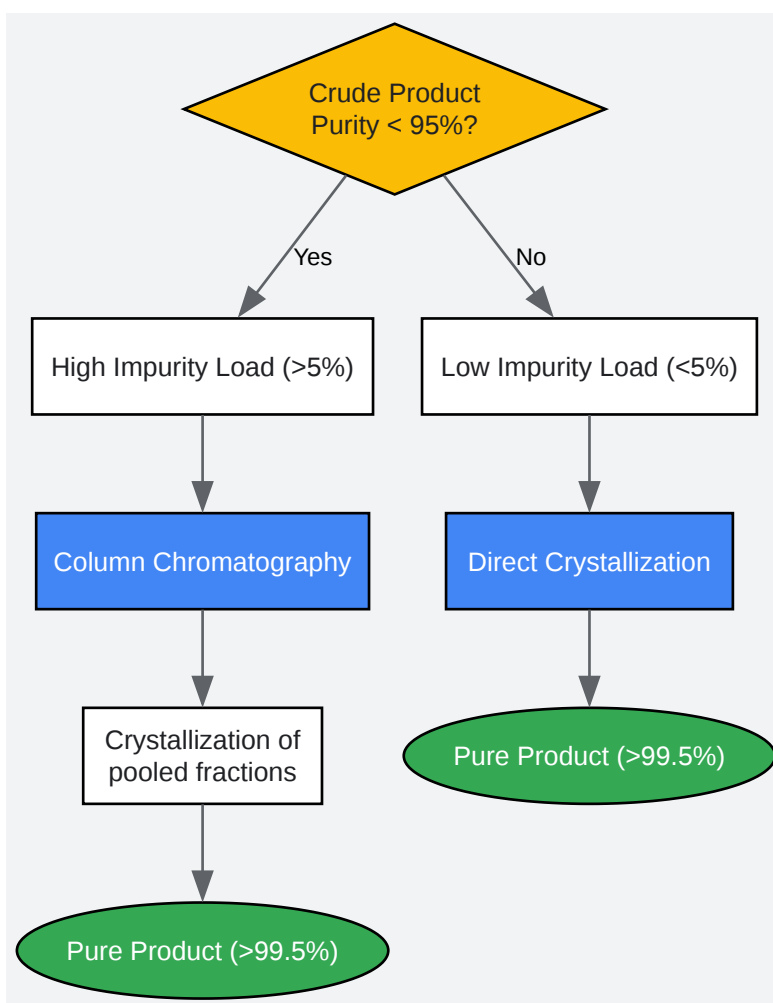 Crude Product
Purity < 95%?
Yes
No
High Impurity Load (>5%)
Low Impurity Load (<5%)
Column Chromatography
Direct Crystallization
Crystallization of
pooled fractions
Pure Product (>99.5%)
Pure Product (>99.5%)